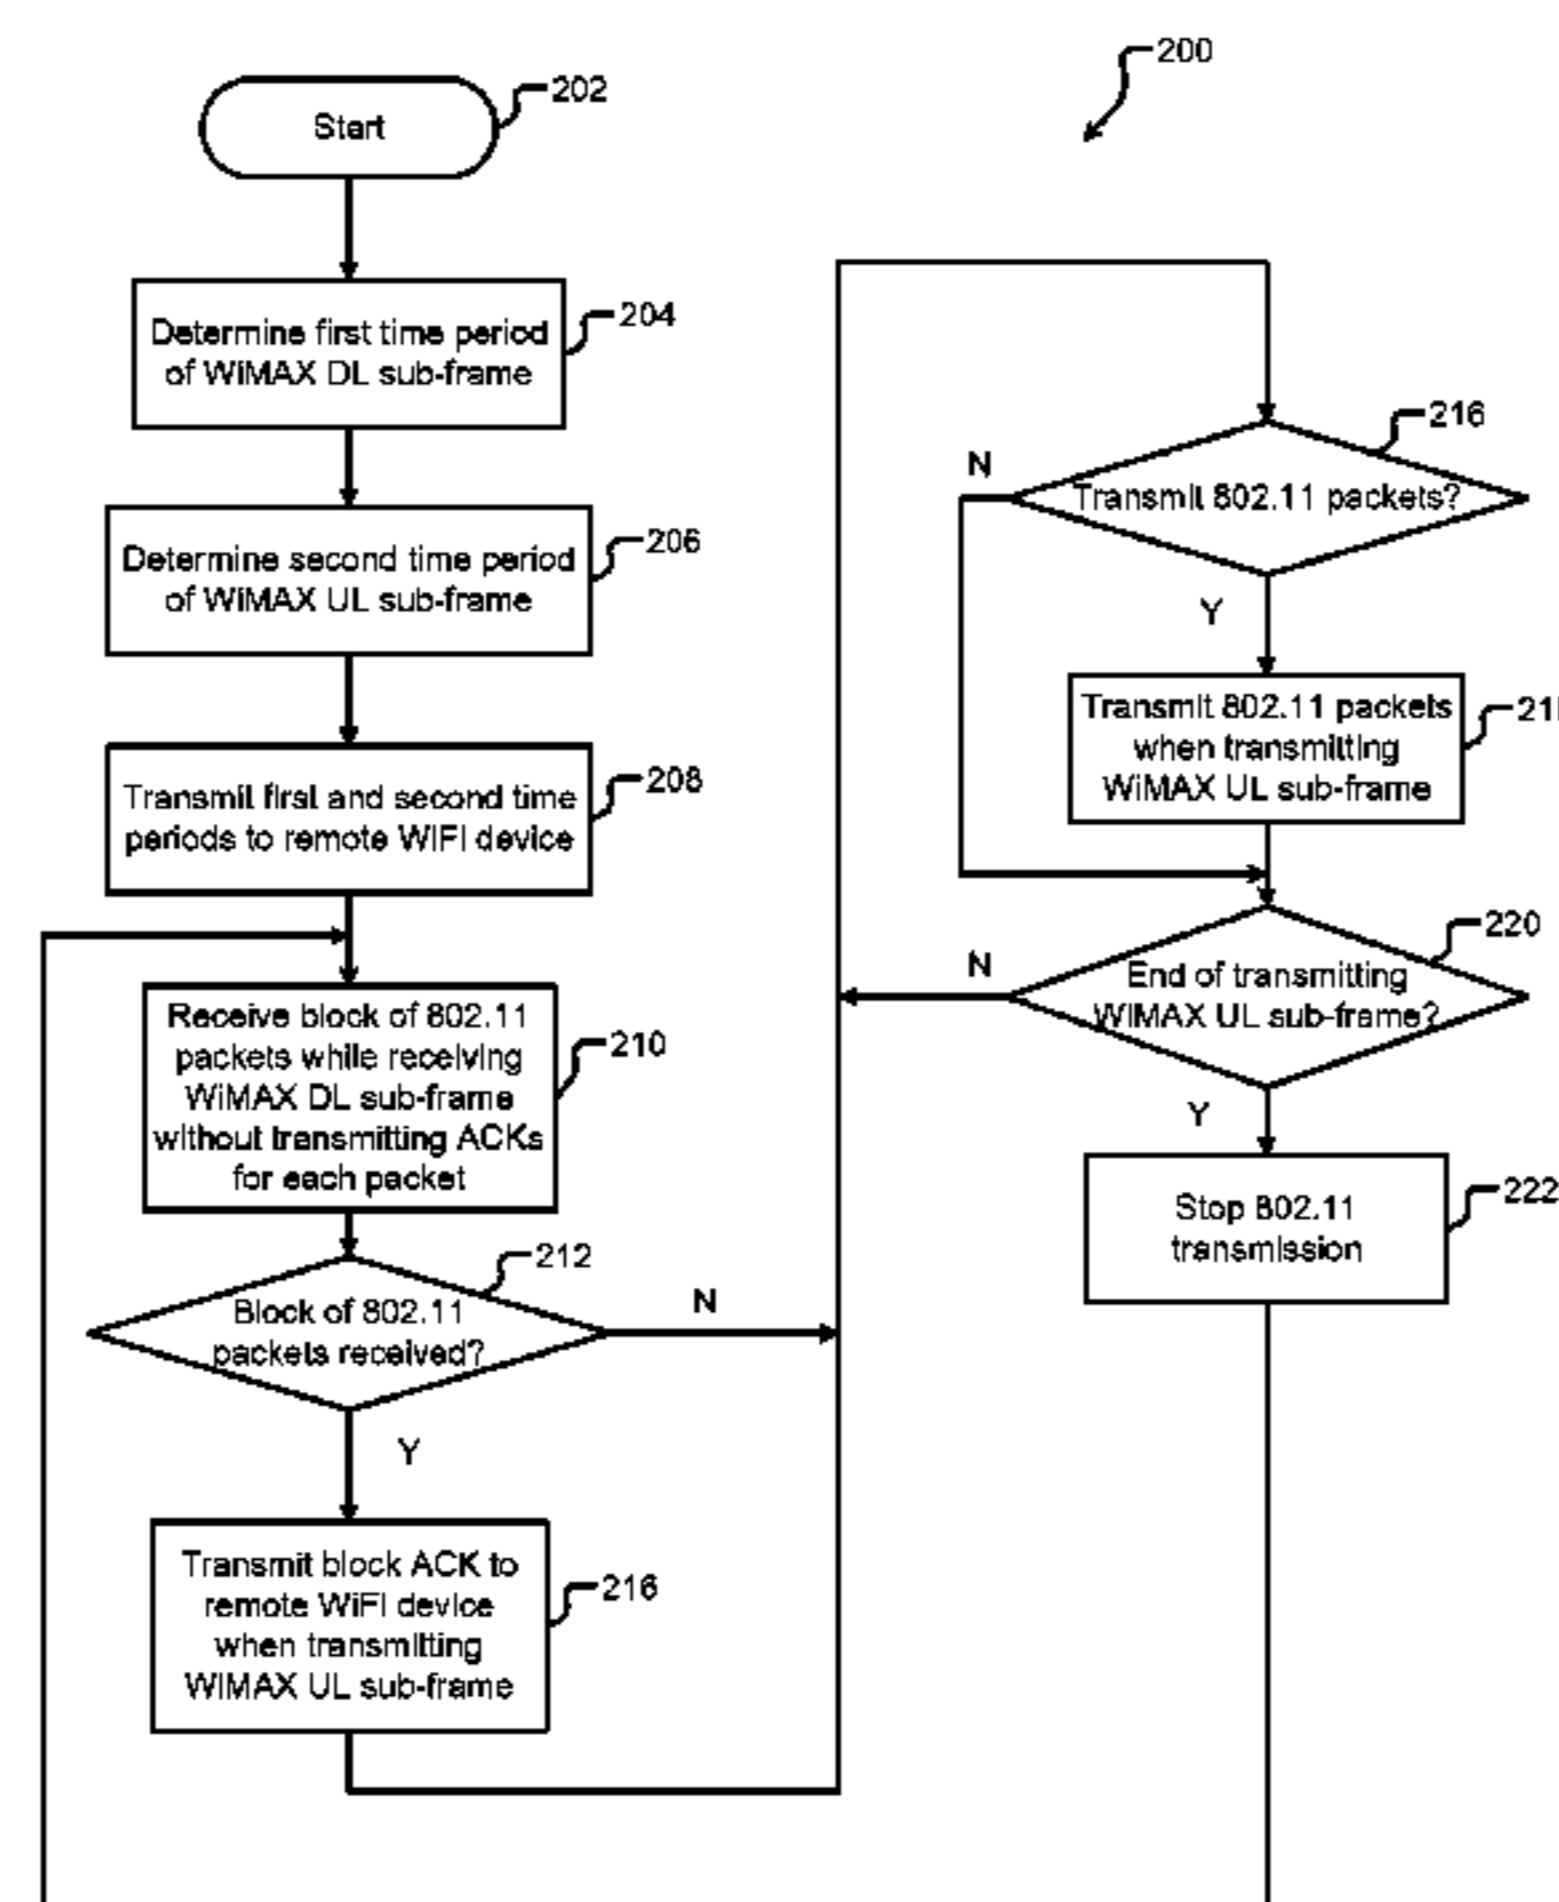 200
Start
202
Determine first time period
of WiMAX DL sub-frame
204
Determine second time period
of WiMAX UL sub-frame
206
Transmit first and second time
periods to remote WiFi device
208
Receive block of 802.11
packets while receiving
WiMAX DL sub-frame
without transmitting ACKs
for each packet
210
Block of 802.11
packets received?
212
N
Y
Transmit block ACK to
remote WiFi device
when transmitting
WiMAX UL sub-frame
216
Transmit 802.11 packets?
216
N
Y
Transmit 802.11 packets
when transmitting
WiMAX UL sub-frame
End of transmitting
WiMAX UL sub-frame?
220
N
Y
Stop 802.11
transmission
222